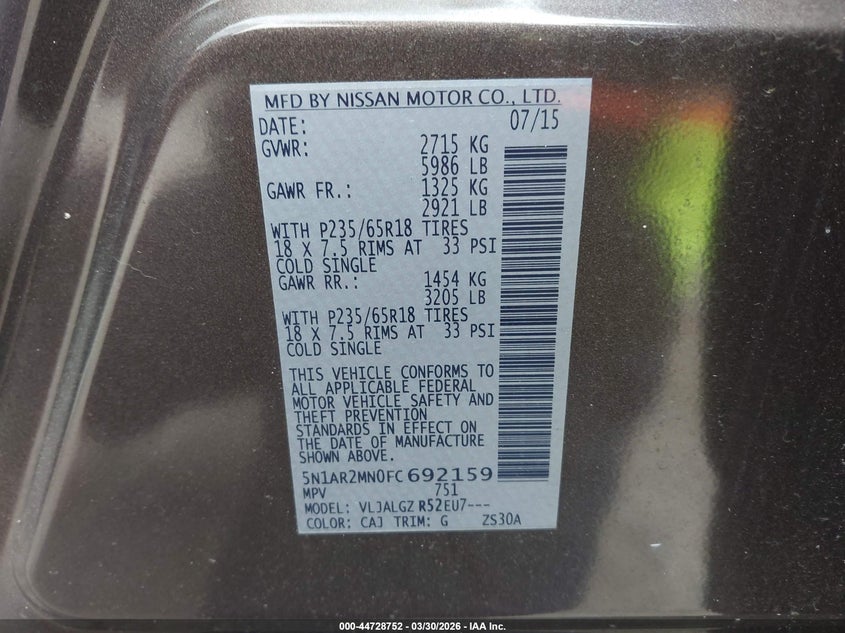 MFD BY NISSAN MOTOR CO., LTD.
DATE: 07/15
GVWR: 2715 KG
5986 LB
GAWR FR.: 1325 KG
2921 LB
WITH P235/65R18 TIRES
18 X 7.5 RIMS AT 33 PSI
COLD SINGLE
GAWR RR.: 1454 KG
3205 LB
WITH P235/65R18 TIRES
18 X 7.5 RIMS AT 33 PSI
COLD SINGLE
THIS VEHICLE CONFORMS TO
ALL APPLICABLE FEDERAL
MOTOR VEHICLE SAFETY AND
THEFT PREVENTION
STANDARDS IN EFFECT ON
THE DATE OF MANUFACTURE
SHOWN ABOVE.
5N1AR2MN0FC692159
MPV 751
MODEL: VLJALGZ R52EU7---
COLOR: CAJ TRIM: G ZS30A
000-44728752 - 03/30/2026 - IAA Inc.